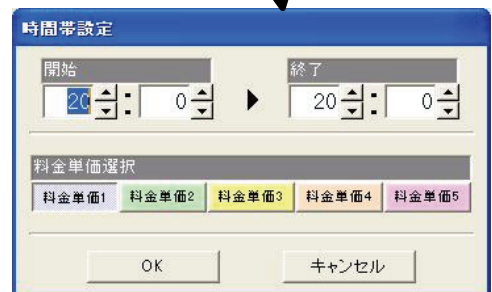 時間帯設定
開始 終了
20 : 0 ▶ 20 : 0
料金単価選択
料金単価1 料金単価2 料金単価3 料金単価4 料金単価5
OK キャンセル